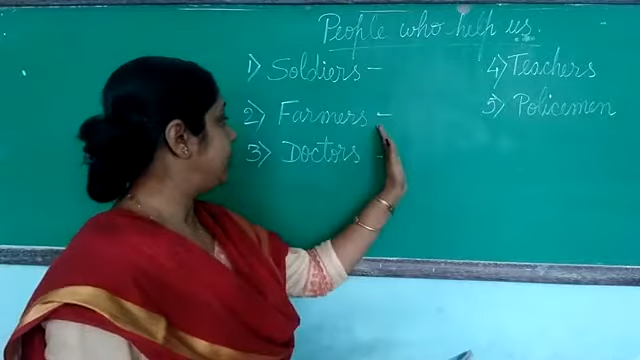 People who help us.
1) Soldiers -
2) Farmers -
3) Doctors -
4) Teachers
5) Policemen